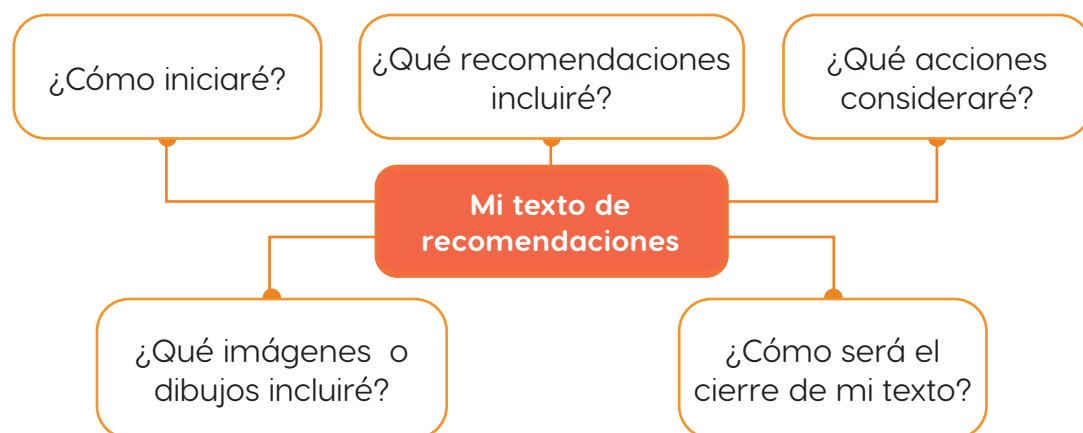 ¿Cómo iniciaré?
¿Qué recomendaciones
incluiré?
¿Qué acciones
consideraré?
Mi texto de
recomendaciones
¿Qué imágenes o
dibujos incluiré?
¿Cómo será el
cierre de mi texto?